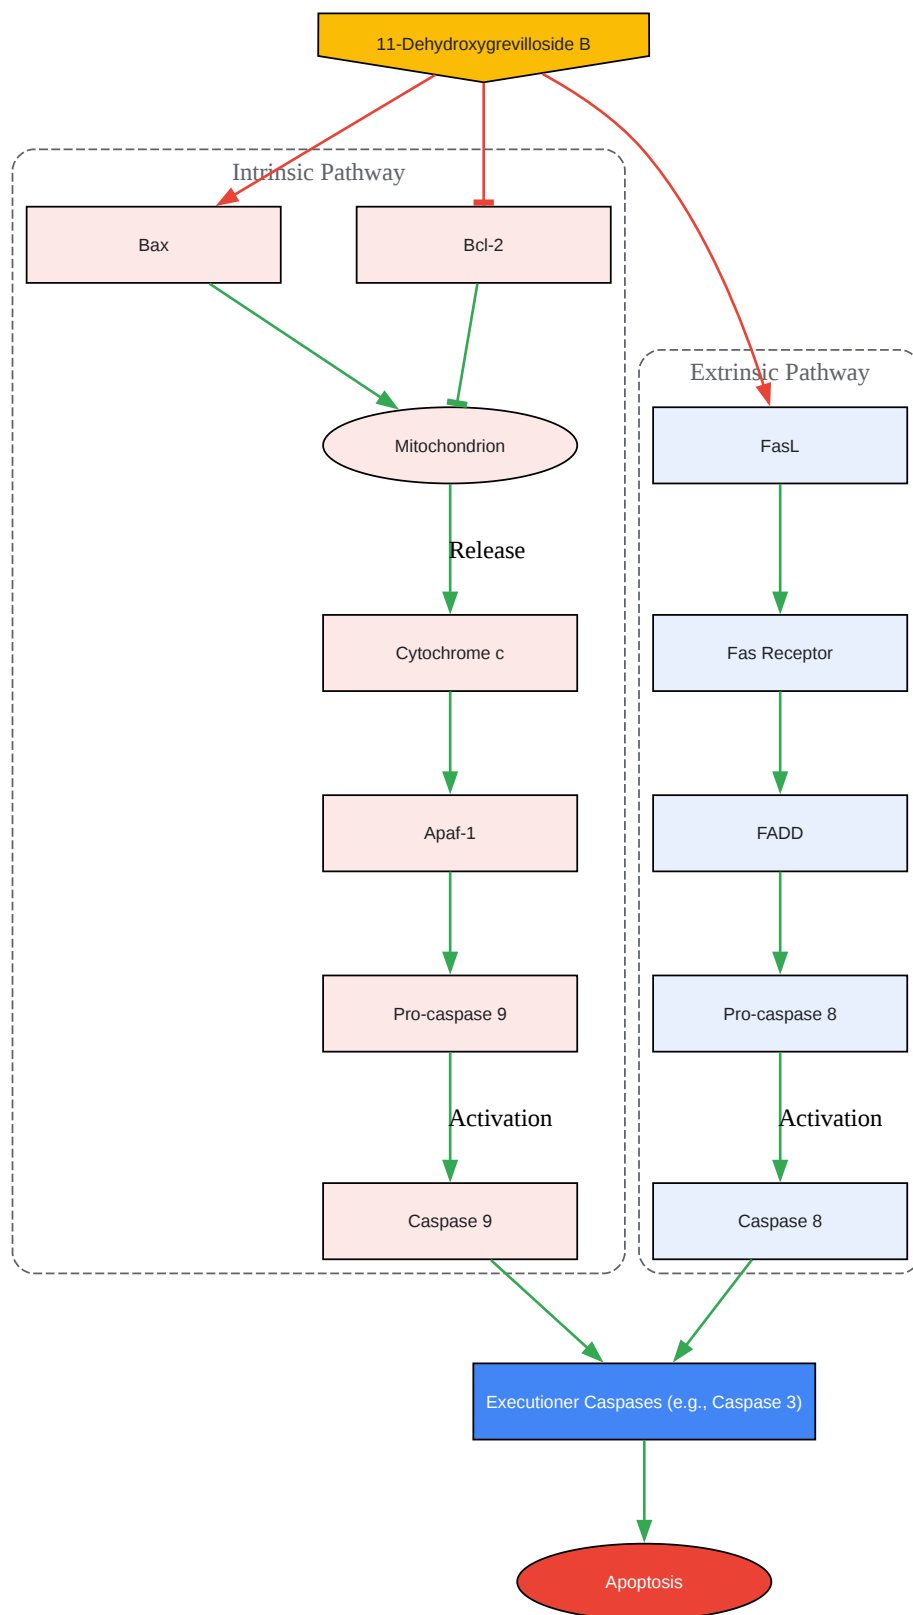 11-Dehydroxygrevilloside B
Intrinsic Pathway
Bax
Bcl-2
Extrinsic Pathway
Mitochondrion
FasL
Release
Cytochrome c
Fas Receptor
Apaf-1
FADD
Pro-caspase 9
Pro-caspase 8
Activation
Activation
Caspase 9
Caspase 8
Executioner Caspases (e.g., Caspase 3)
Apoptosis